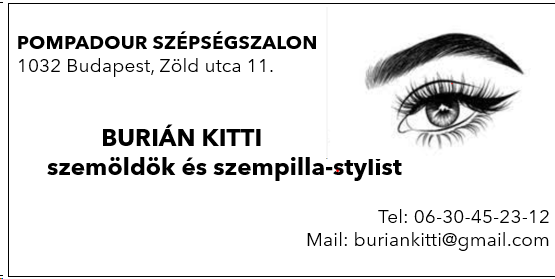 POMPADOUR SZÉPSÉGSZALON
1032 Budapest, Zöld utca 11.
BURIÁN KITTI
szemöldök és szempilla-stylist
Tel: 06-30-45-23-12
Mail: buriankitti@gmail.com